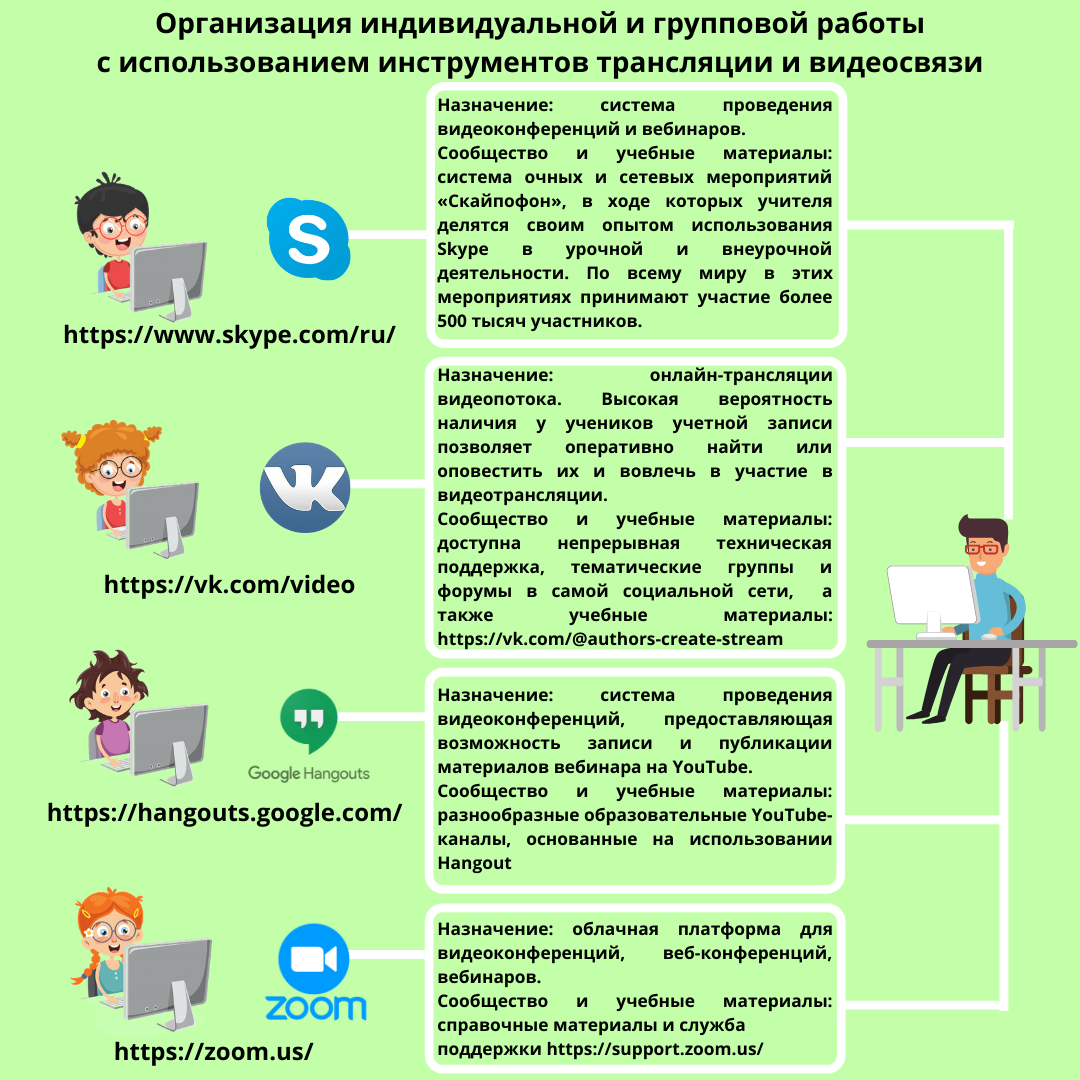 Организация индивидуальной и групповой работы
с использованием инструментов трансляции и видеосвязи
Назначение: система проведения
видеоконференций и вебинаров.
Сообщество и учебные материалы:
система очных и сетевых мероприятий
«Скайпофон», в ходе которых учителя
делятся своим опытом использования
Skype в урочной и внеурочной
деятельности. По всему миру в этих
мероприятиях принимают участие более
500 тысяч участников.
S
https://www.skype.com/ru/
Назначение: онлайн-трансляции
видеопотока. Высокая вероятность
наличия у учеников учетной записи
позволяет оперативно найти или
оповестить их и вовлечь в участие в
видеотрансляции.
Сообщество и учебные материалы:
доступна непрерывная техническая
поддержка, тематические группы и
форумы в самой социальной сети, а
также учебные материалы:
https://vk.com/@authors-create-stream
VK
https://vk.com/video
Назначение: система проведения
видеоконференций, предоставляющая
возможность записи и публикации
материалов вебинара на YouTube.
Сообщество и учебные материалы:
разнообразные образовательные YouTube-
каналы, основанные на использовании
Hangout
Google Hangouts
https://hangouts.google.com/
Назначение: облачная платформа для
видеоконференций, веб-конференций,
вебинаров.
Сообщество и учебные материалы:
справочные материалы и служба
поддержки https://support.zoom.us/
zoom
https://zoom.us/